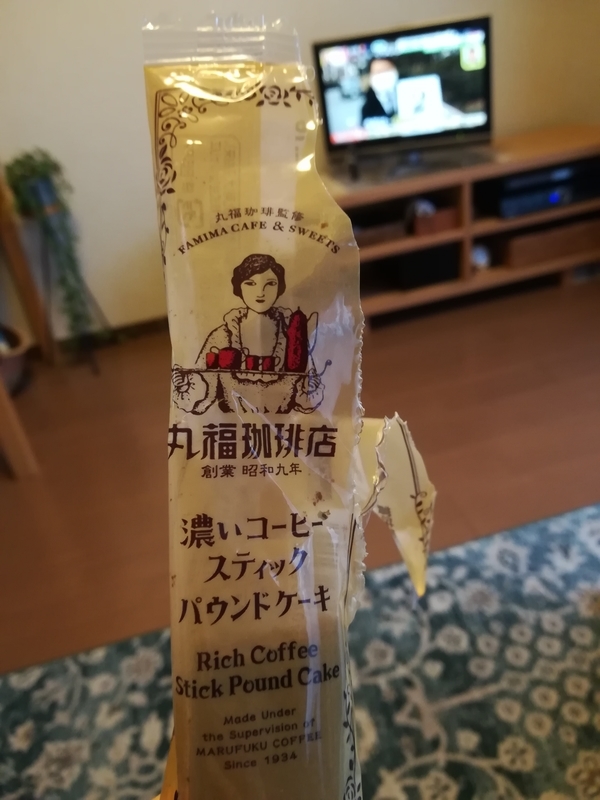 丸福珈琲監修
FAMIMA CAFE & SWEETS
丸福珈琲店
創業 昭和九年
濃いコーヒー
スティック
パウンドケーキ
Rich Coffee
Stick Pound Cake
Made Under
the Supervision of
MARUFUKU COFFEE
Since 1934